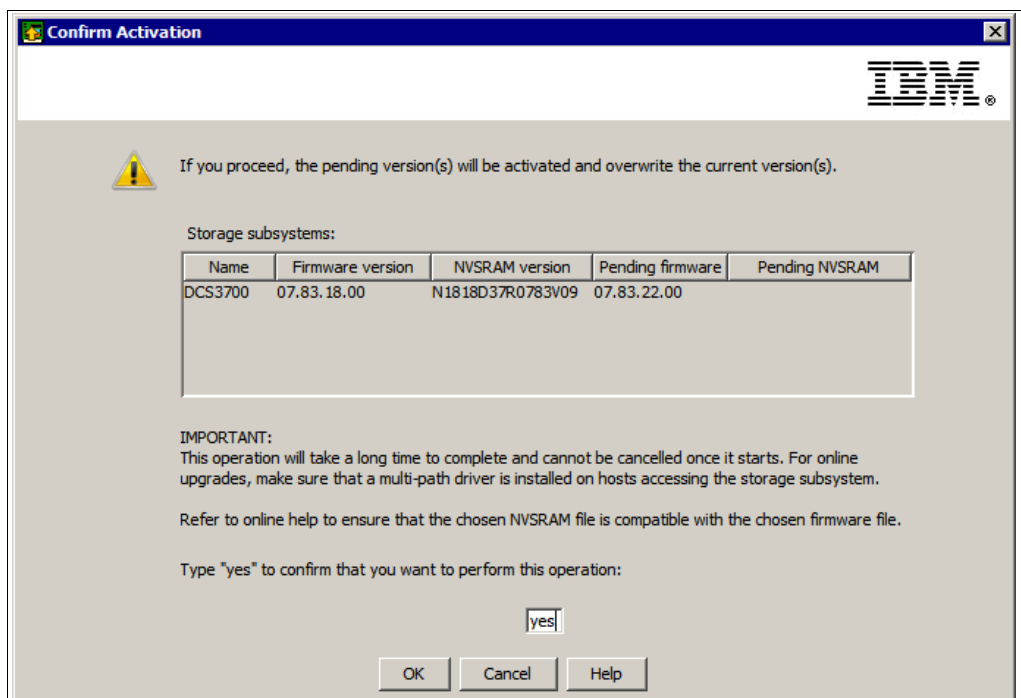 Confirm Activation
IBM®
If you proceed, the pending version(s) will be activated and overwrite the current version(s).
Storage subsystems:
Name Firmware version NVSRAM version Pending firmware Pending NVSRAM
DCS3700 07.83.18.00 N1818D37R0783V09 07.83.22.00
IMPORTANT:
This operation will take a long time to complete and cannot be cancelled once it starts. For online
upgrades, make sure that a multi-path driver is installed on hosts accessing the storage subsystem.
Refer to online help to ensure that the chosen NVSRAM file is compatible with the chosen firmware file.
Type "yes" to confirm that you want to perform this operation:
yes
OK Cancel Help